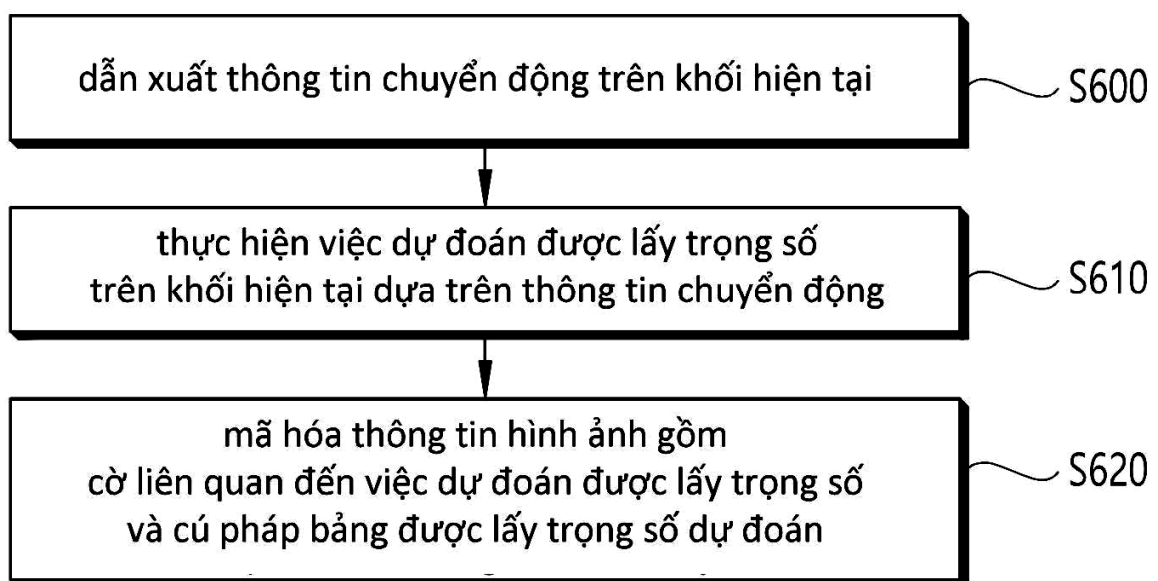 dẫn xuất thông tin chuyển động trên khối hiện tại
S600
thực hiện việc dự đoán được lấy trọng số
trên khối hiện tại dựa trên thông tin chuyển động
S610
mã hóa thông tin hình ảnh gồm
cờ liên quan đến việc dự đoán được lấy trọng số
và cú pháp bảng được lấy trọng số dự đoán
S620